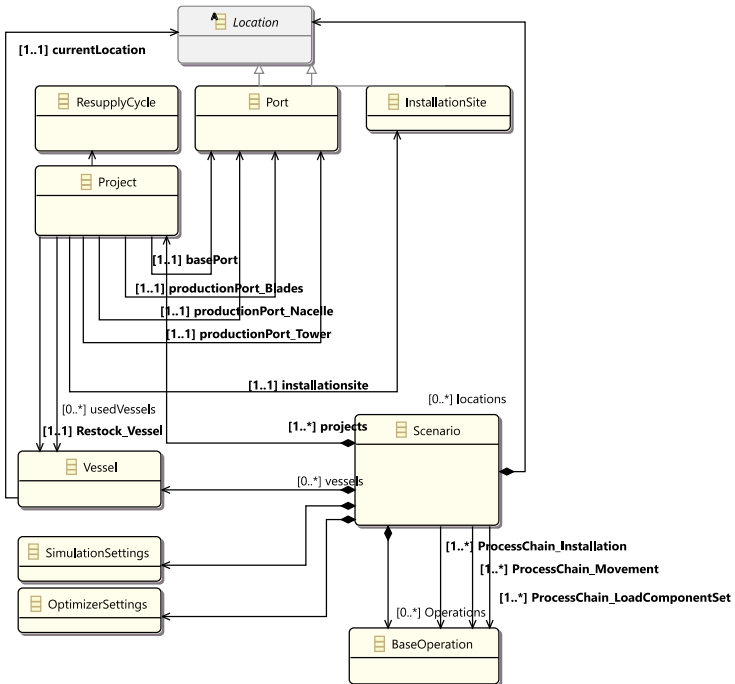 Location
[1..1] currentLocation
ResupplyCycle
Port
InstallationSite
Project
[1..1] basePort
[1..1] productionPort_Blades
[1..1] productionPort_Nacelle
[1..1] productionPort_Tower
[1..1] installationsite
[0..*] usedVessels
[0..*] locations
[1..1] Restock_Vessel
[1..*] projects
Scenario
Vessel
[0..*] vessels
SimulationSettings
[1..*] ProcessChain_Installation
[1..*] ProcessChain_Movement
OptimizerSettings
[1..*] ProcessChain_LoadComponentSet
[0..*] Operations
BaseOperation